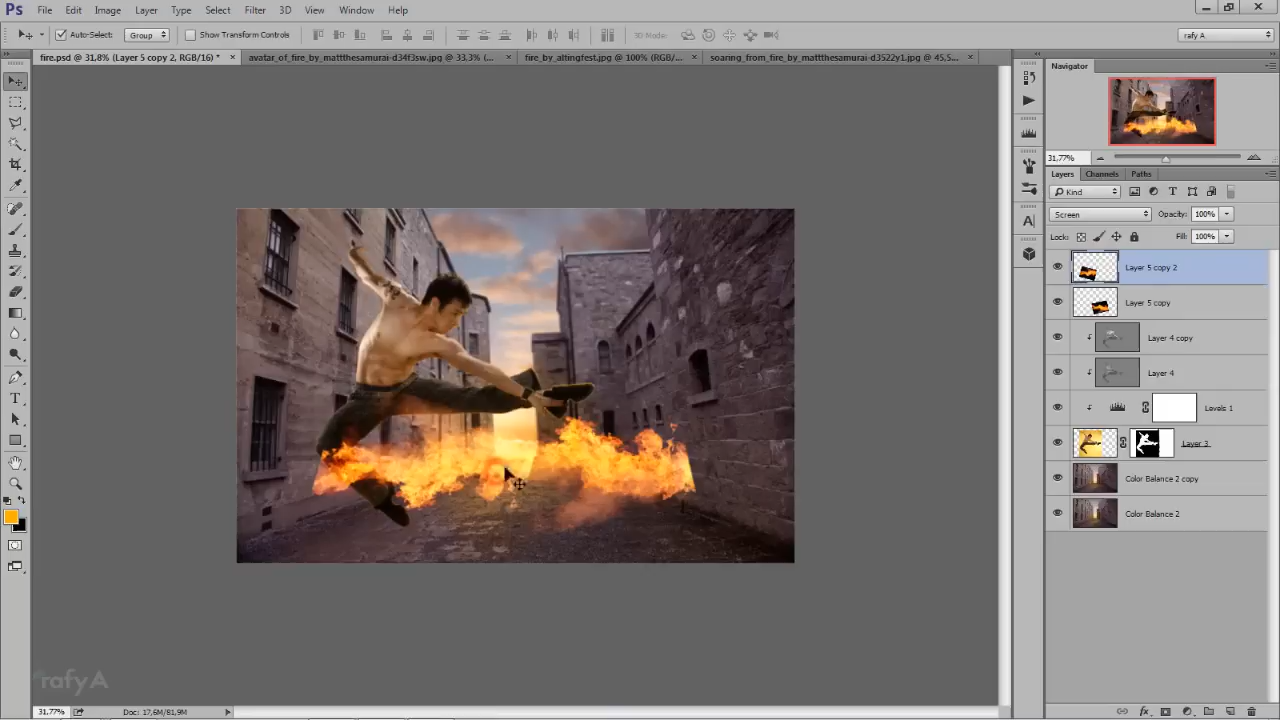 Ps File Edit Image Layer Type Select Filter 3D View Window Help
Auto-Select: Group Show Transform Controls 3D Mode: rafy A
fire.psd @ 31,8% (Layer 5 copy 2, RGB/16) * × avatar_of_fire_by_mattthesamurai-d34f3sw.jpg @ 33,3% (... × fire_by_altingfest.jpg @ 100% (RGB/... × soaring_from_fire_by_mattthesamurai-d3522y1.jpg @ 45,5... ×
Navigator
31,77%
Layers Channels Paths
Kind
Screen Opacity: 100%
Lock: Fill: 100%
Layer 5 copy 2
Layer 5 copy
Layer 4 copy
Layer 4
Levels 1
Layer 3
Color Balance 2 copy
Color Balance 2
rafy A
31,77% Doc: 17,6M/81,9M